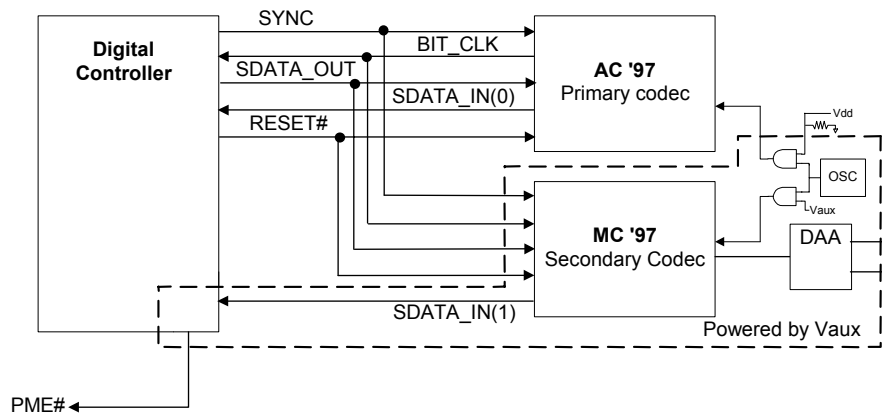 SYNC
Digital
Controller
BIT_CLK
SDATA_OUT
SDATA_IN(0)
RESET#
AC '97
Primary codec
Vdd
OSC
Vaux
MC '97
Secondary Codec
DAA
SDATA_IN(1)
Powered by Vaux
PME#